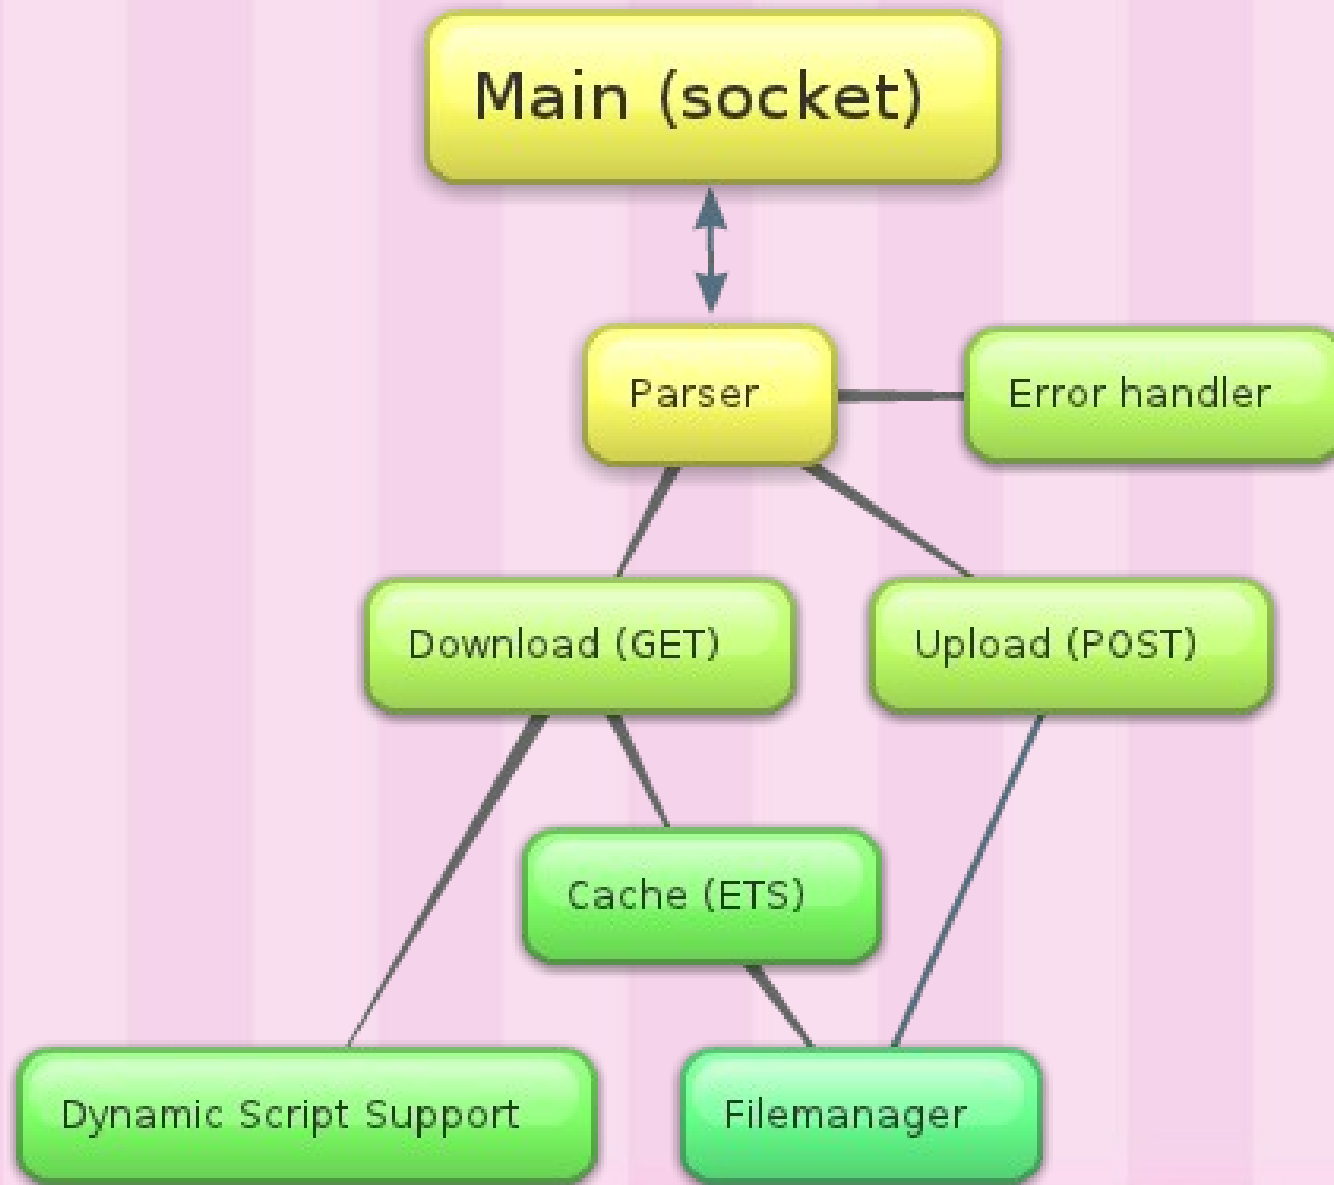 Main (socket)
Parser
Error handler
Download (GET)
Upload (POST)
Cache (ETS)
Dynamic Script Support
Filemanager